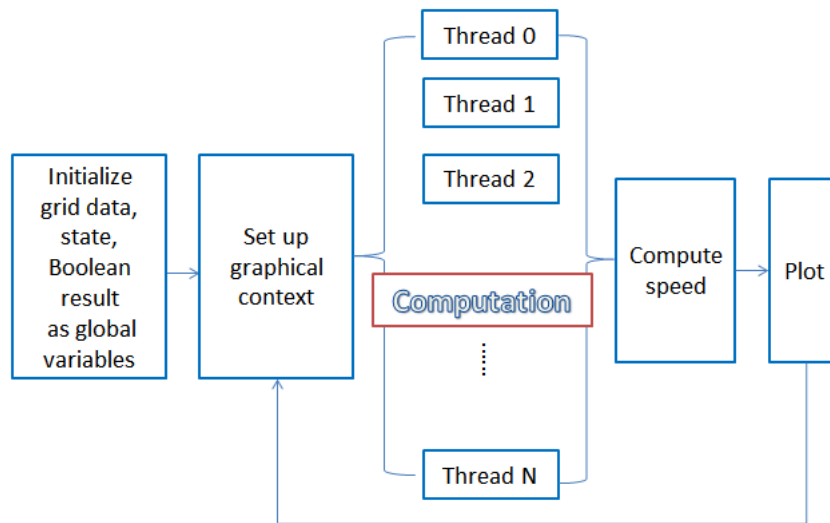 Initialize
grid data,
state,
Boolean
result
as global
variables
Set up
graphical
context
Thread 0
Thread 1
Thread 2
Computation
Thread N
Compute
speed
Plot